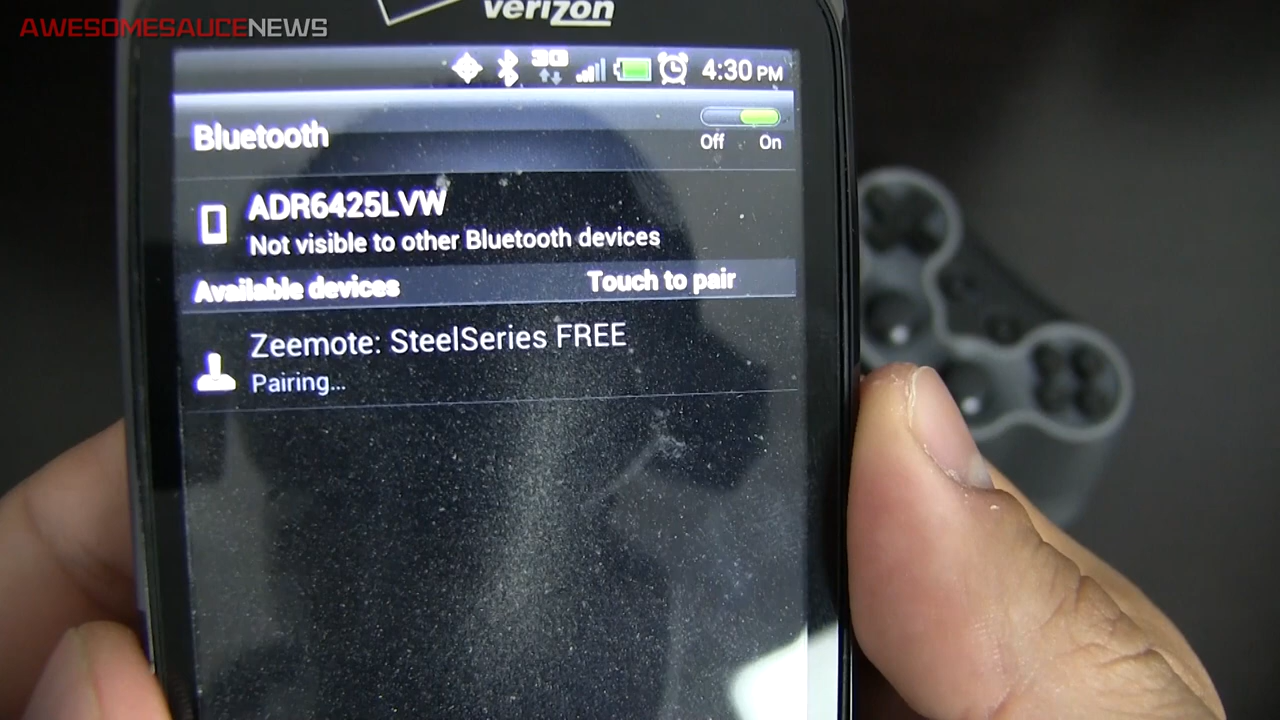 AWESOMESAUCENEWS
verizon
3G
4:30 PM
Bluetooth
Off On
ADR6425LVW
Not visible to other Bluetooth devices
Available devices Touch to pair
Zeemote: SteelSeries FREE
Pairing...